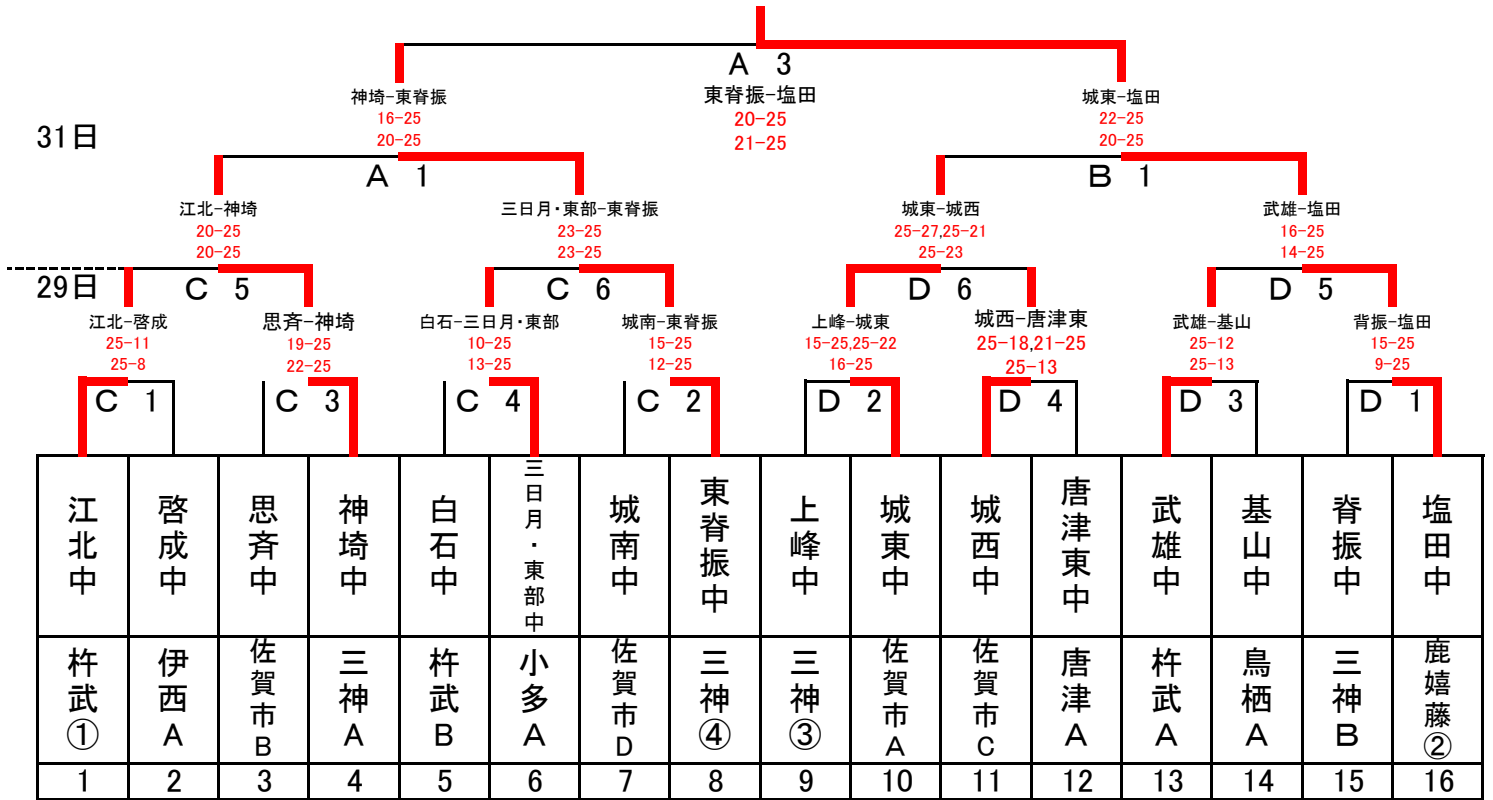 A 3
神埼-東脊振
東脊振-塩田
城東-塩田
16-25
20-25
22-25
20-25
21-25
20-25
31日
A 1
B 1
江北-神埼
三日月・東部-東脊振
城東-城西
武雄-塩田
20-25
23-25
25-27,25-21
16-25
20-25
23-25
25-23
14-25
29日
C 5
C 6
D 6
D 5
江北-啓成
思斉-神埼
白石-三日月・東部
城南-東脊振
上峰-城東
城西-唐津東
武雄-基山
背振-塩田
25-11
19-25
10-25
15-25
15-25,25-22
25-18,21-25
25-12
15-25
25-8
22-25
13-25
12-25
16-25
25-13
25-13
9-25
C 1
C 3
C 4
C 2
D 2
D 4
D 3
D 1
江北中
啓成中
思斉中
神埼中
白石中
三日月・東部中
城南中
東脊振中
上峰中
城東中
城西中
唐津東中
武雄中
基山中
脊振中
塩田中
杵武①
伊西A
佐賀市B
三神A
杵武B
小多A
佐賀市D
三神④
三神③
佐賀市A
佐賀市C
唐津A
杵武A
鳥栖A
三神B
鹿嬉藤②
1
2
3
4
5
6
7
8
9
10
11
12
13
14
15
16